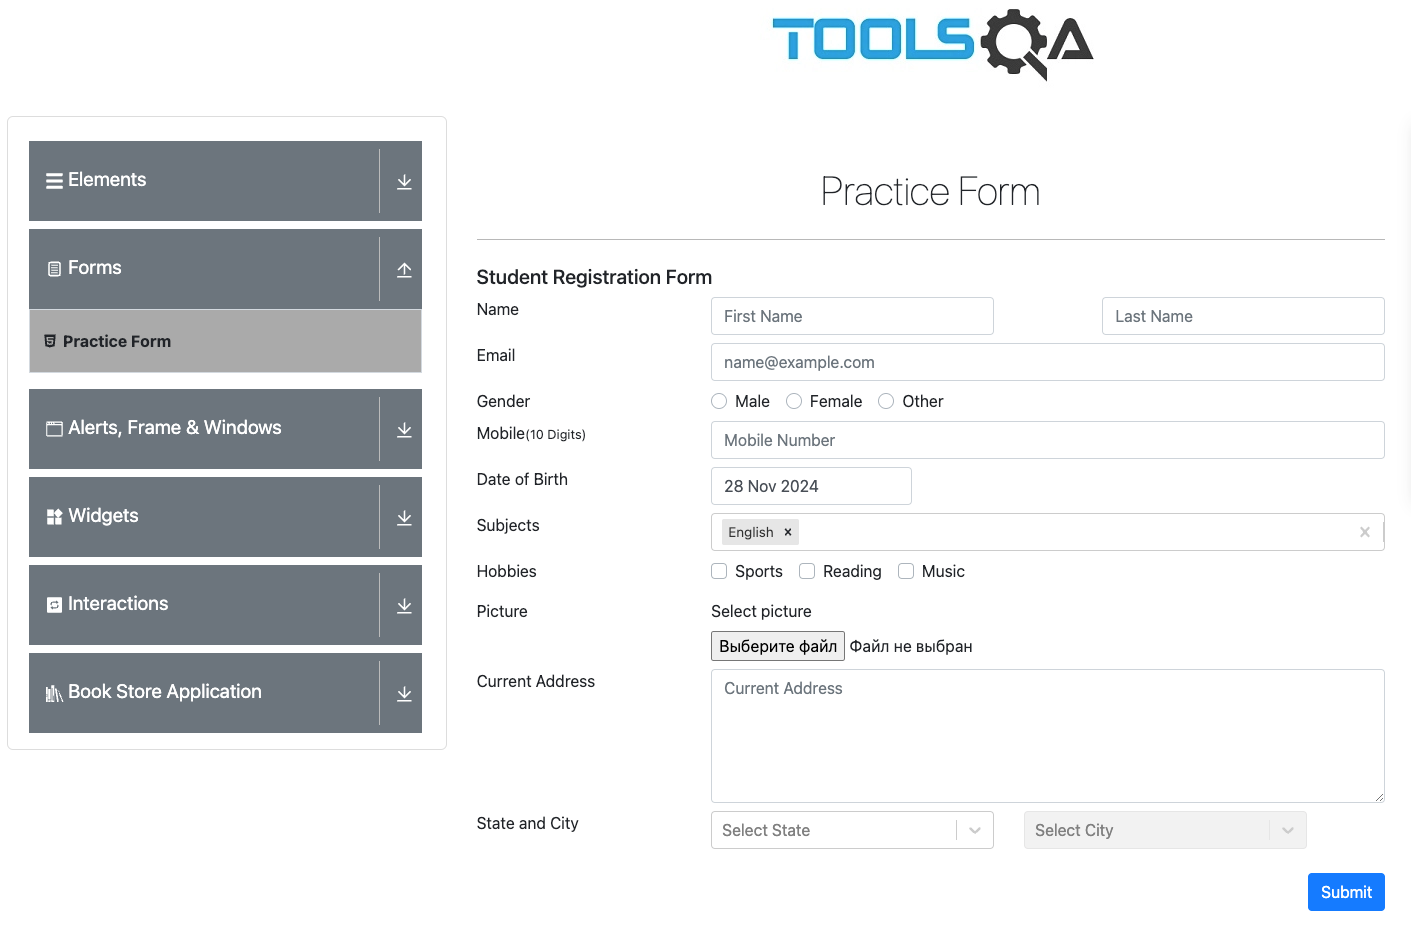 TOOLSQA
Elements
Forms
Practice Form
Alerts, Frame & Windows
Widgets
Interactions
Book Store Application
Practice Form
Student Registration Form
Name First Name Last Name
Email name@example.com
Gender Male Female Other
Mobile(10 Digits) Mobile Number
Date of Birth 28 Nov 2024
Subjects English
Hobbies Sports Reading Music
Picture Select picture
Выберите файл Файл не выбран
Current Address Current Address
State and City Select State Select City
Submit